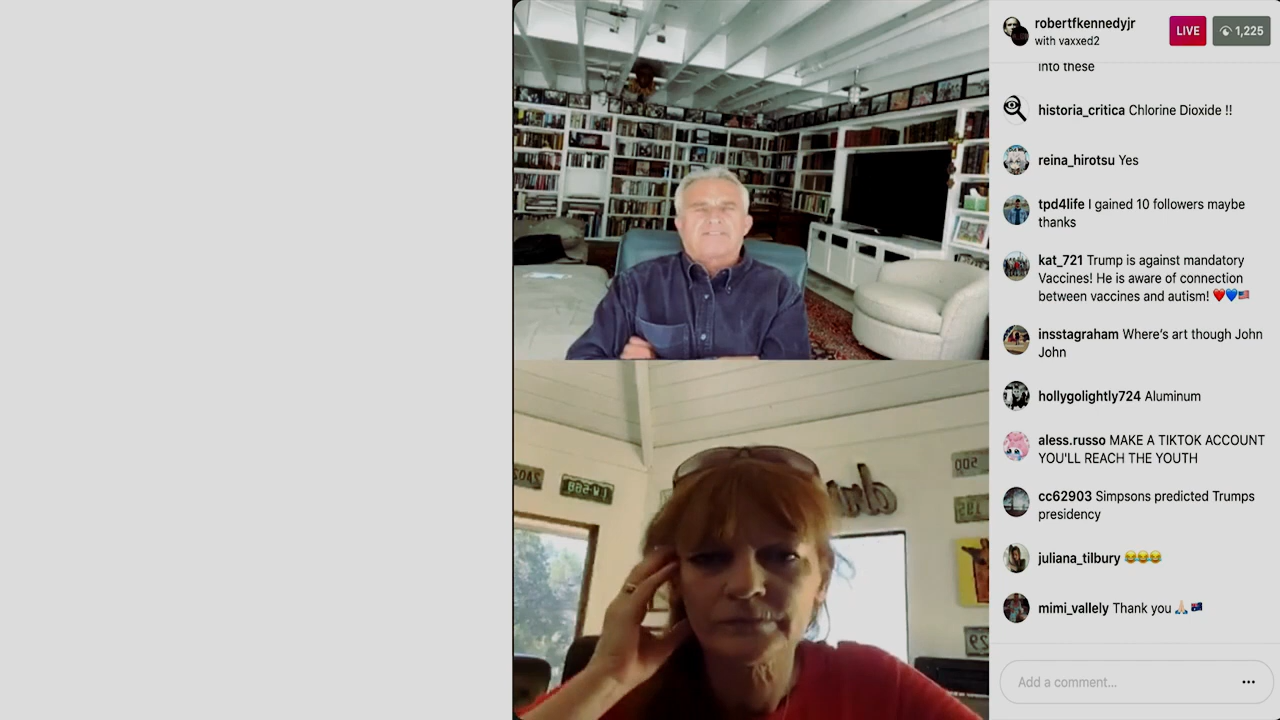 robertfkennedyjr
with vaxxed2
LIVE
1,225
into these
historia_critica Chlorine Dioxide !!
reina_hirotsu Yes
tpd4life I gained 10 followers maybe
thanks
kat_721 Trump is against mandatory
Vaccines! He is aware of connection
between vaccines and autism! ❤️💙🇺🇸
insstagraham Where's art though John
John
hollygolightly724 Aluminum
aless.russo MAKE A TIKTOK ACCOUNT
YOU'LL REACH THE YOUTH
cc62903 Simpsons predicted Trumps
presidency
juliana_tilbury 😂😂😂
mimi_vallely Thank you 🙏🏼 🇦🇺
Add a comment...